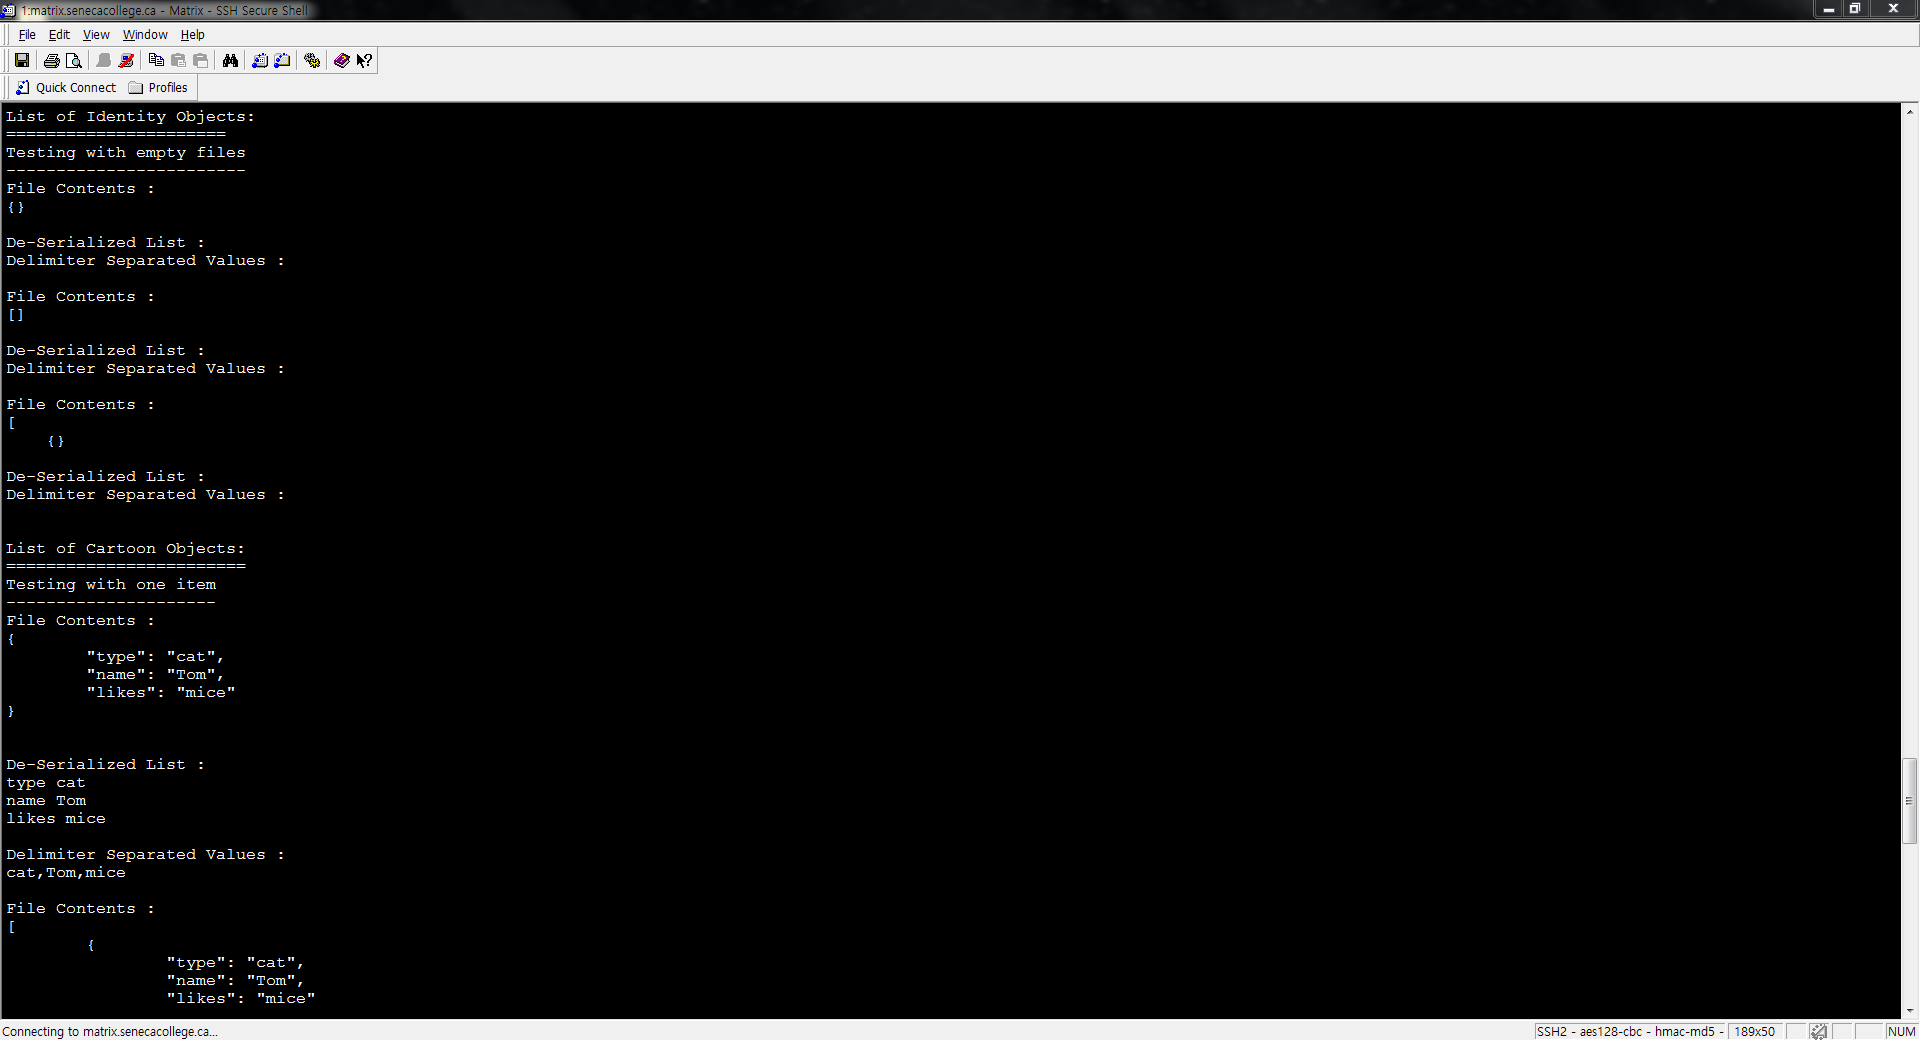 1:matrix.senecacollege.ca - Matrix - SSH Secure Shell
File Edit View Window Help
Quick Connect Profiles
List of Identity Objects:
======================
Testing with empty files
------------------------
File Contents :
{}
De-Serialized List :
Delimiter Separated Values :
File Contents :
[]
De-Serialized List :
Delimiter Separated Values :
File Contents :
[
{}
De-Serialized List :
Delimiter Separated Values :
List of Cartoon Objects:
========================
Testing with one item
---------------------
File Contents :
{
"type": "cat",
"name": "Tom",
"likes": "mice"
}
De-Serialized List :
type cat
name Tom
likes mice
Delimiter Separated Values :
cat,Tom,mice
File Contents :
[
{
"type": "cat",
"name": "Tom",
"likes": "mice"
Connecting to matrix.senecacollege.ca... SSH2 - aes128-cbc - hmac-md5 - 189x50 NUM